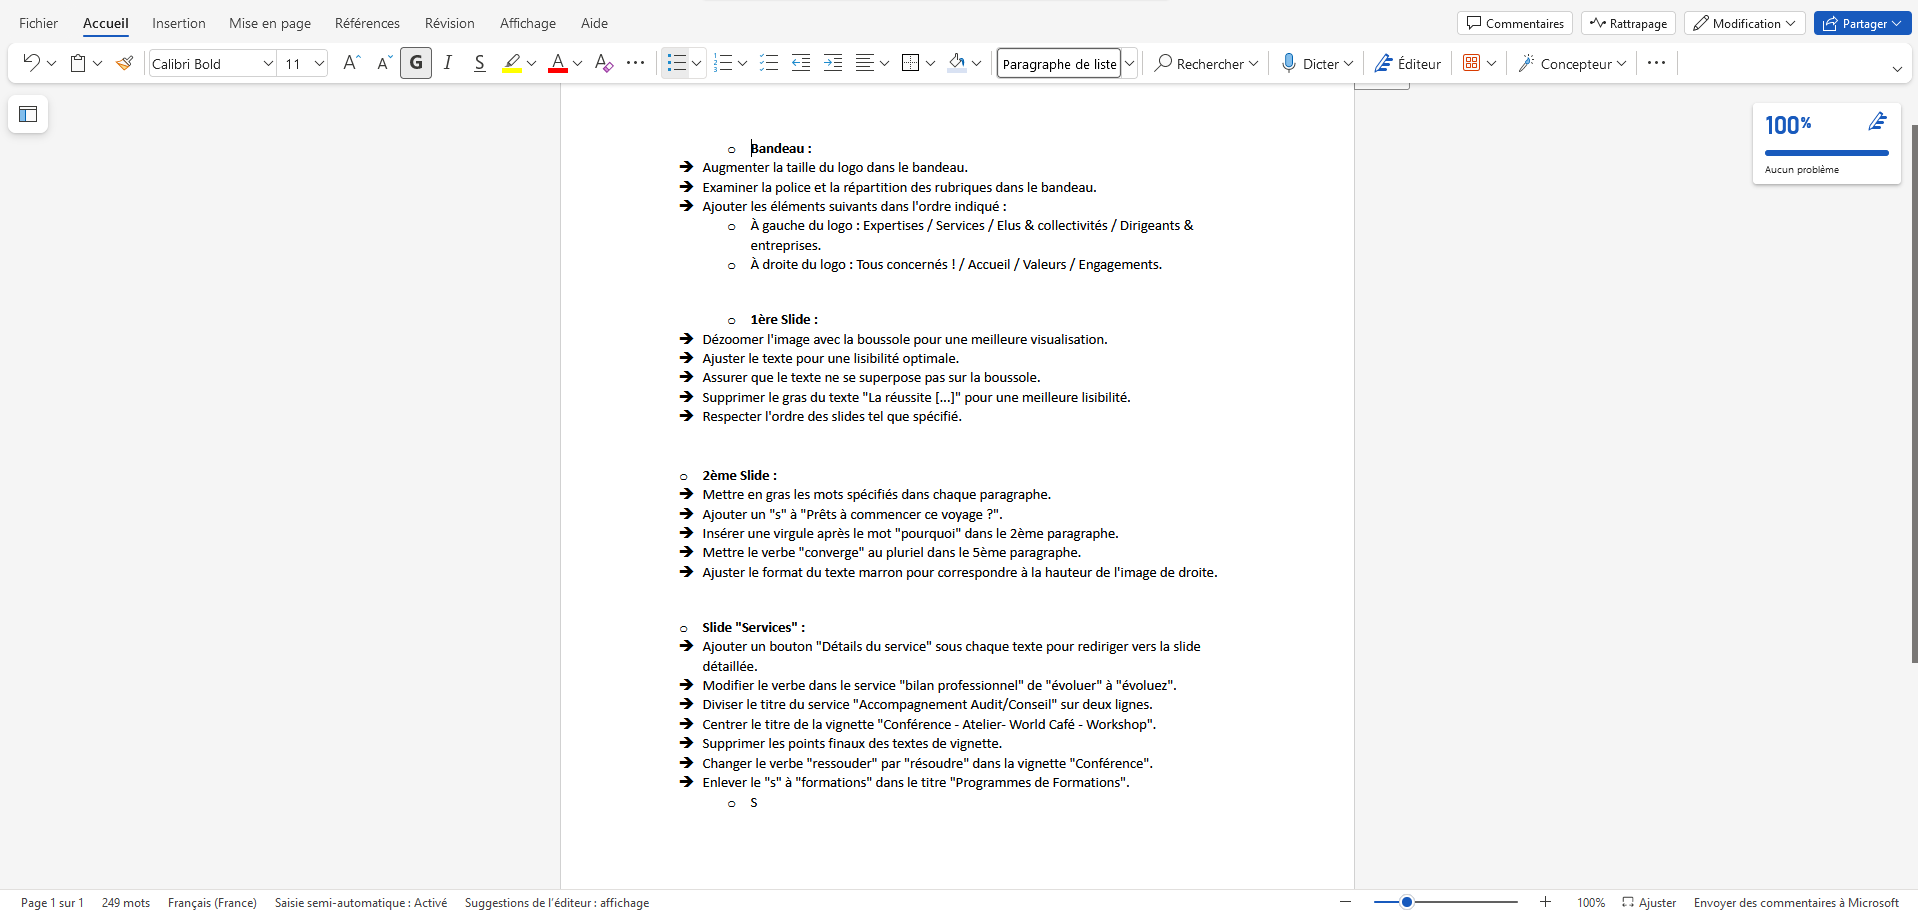 Fichier Accueil Insertion Mise en page Références Révision Affichage Aide Commentaires Rattrapage Modification Partager
Calibri Bold 11 A A G I S A A Paragraphe de liste Rechercher Dicter Éditeur Concepteur
100%
Aucun problème
o Bandeau :
➔ Augmenter la taille du logo dans le bandeau.
➔ Examiner la police et la répartition des rubriques dans le bandeau.
➔ Ajouter les éléments suivants dans l'ordre indiqué :
o À gauche du logo : Expertises / Services / Elus & collectivités / Dirigeants &
entreprises.
o À droite du logo : Tous concernés ! / Accueil / Valeurs / Engagements.
o 1ère Slide :
➔ Dézoomer l'image avec la boussole pour une meilleure visualisation.
➔ Ajuster le texte pour une lisibilité optimale.
➔ Assurer que le texte ne se superpose pas sur la boussole.
➔ Supprimer le gras du texte "La réussite [...]" pour une meilleure lisibilité.
➔ Respecter l'ordre des slides tel que spécifié.
o 2ème Slide :
➔ Mettre en gras les mots spécifiés dans chaque paragraphe.
➔ Ajouter un "s" à "Prêts à commencer ce voyage ?".
➔ Insérer une virgule après le mot "pourquoi" dans le 2ème paragraphe.
➔ Mettre le verbe "converge" au pluriel dans le 5ème paragraphe.
➔ Ajuster le format du texte marron pour correspondre à la hauteur de l'image de droite.
o Slide "Services" :
➔ Ajouter un bouton "Détails du service" sous chaque texte pour rediriger vers la slide
détaillée.
➔ Modifier le verbe dans le service "bilan professionnel" de "évoluer" à "évoluez".
➔ Diviser le titre du service "Accompagnement Audit/Conseil" sur deux lignes.
➔ Centrer le titre de la vignette "Conférence - Atelier- World Café - Workshop".
➔ Supprimer les points finaux des textes de vignette.
➔ Changer le verbe "ressouder" par "résoudre" dans la vignette "Conférence".
➔ Enlever le "s" à "formations" dans le titre "Programmes de Formations".
o S
Page 1 sur 1 249 mots Français (France) Saisie semi-automatique : Activé Suggestions de l'éditeur : affichage 100% Ajuster Envoyer des commentaires à Microsoft